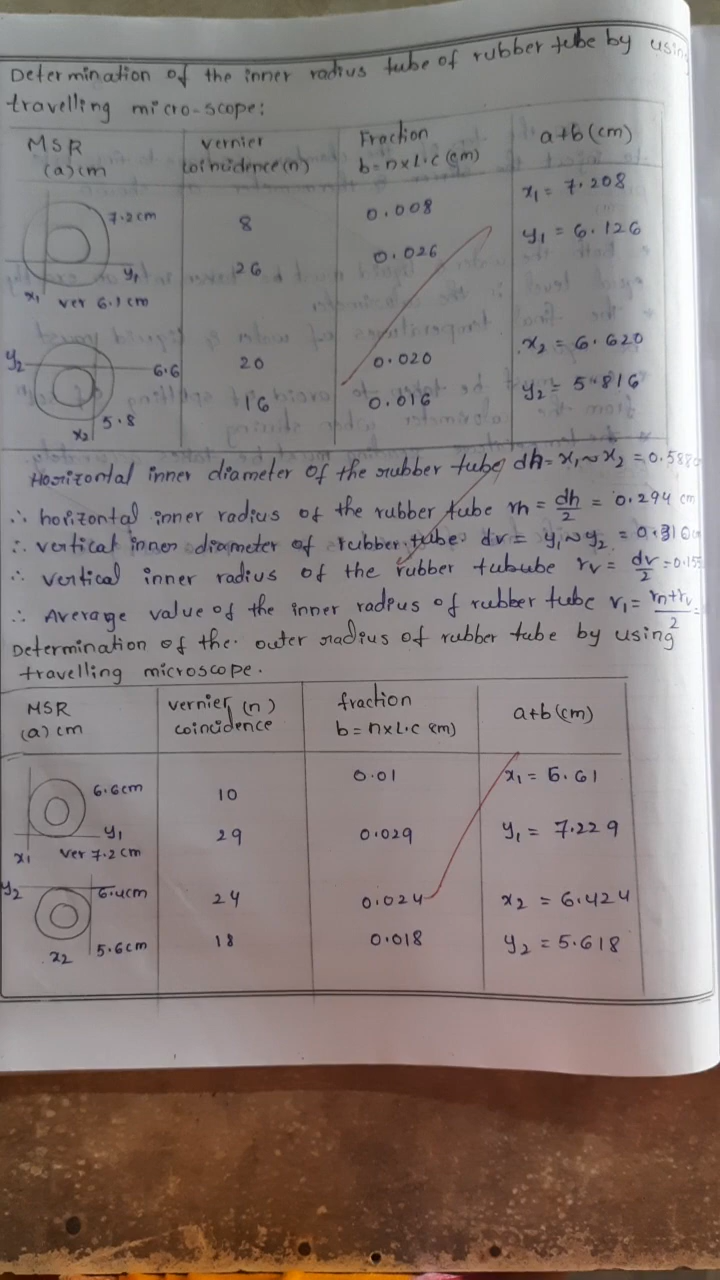 Determination of the inner radius tube of rubber tube by using
travelling micro-scope:
MSR (a) cm | vernier coincidence (n) | Fraction b = n x L.C (cm) | a+b (cm)
7.2 cm | 8 | 0.008 | x₁ = 7.208
x₁ y₁ ver 6.1 cm | 26 | 0.026 | y₁ = 6.126
y₂ 6.6 | 20 | 0.020 | x₂ = 6.620
x₂ 5.8 | 16 | 0.016 | y₂ = 5.816
Horizontal inner diameter of the rubber tube, dh = x₁ ~ x₂ = 0.588
∴ horizontal inner radius of the rubber tube rh = dh/2 = 0.294 cm
∴ vertical inner diameter of rubber tube. dv = y₁ ~ y₂ = 0.310
∴ vertical inner radius of the rubber tubube rv = dv/2 = 0.155
∴ Average value of the inner radius of rubber tube r₁ = rh+rv/2 =
Determination of the outer radius of rubber tube by using
travelling microscope.
MSR (a) cm | vernier (n) coincidence | fraction b = n x L.C (cm) | a+b (cm)
6.6 cm | 10 | 0.01 | x₁ = 6.61
x₁ y₁ ver 7.2 cm | 29 | 0.029 | y₁ = 7.229
y₂ 6.4 cm | 24 | 0.024 | x₂ = 6.424
x₂ 5.6 cm | 18 | 0.018 | y₂ = 5.618